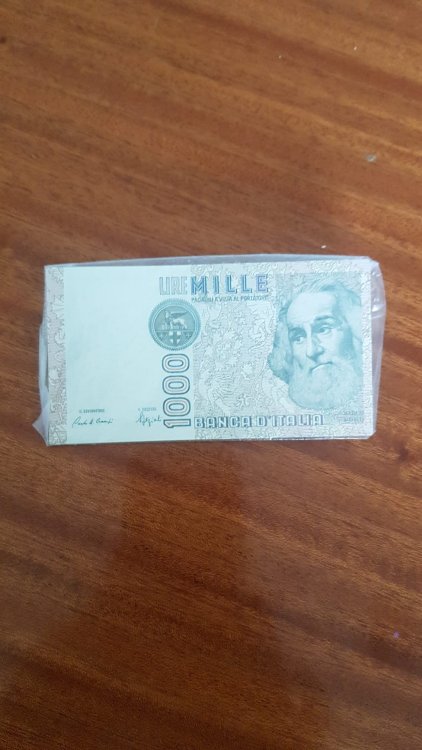 LIRE MILLE
PAGABILI A VISTA AL PORTATORE
1000
BANCA D'ITALIA